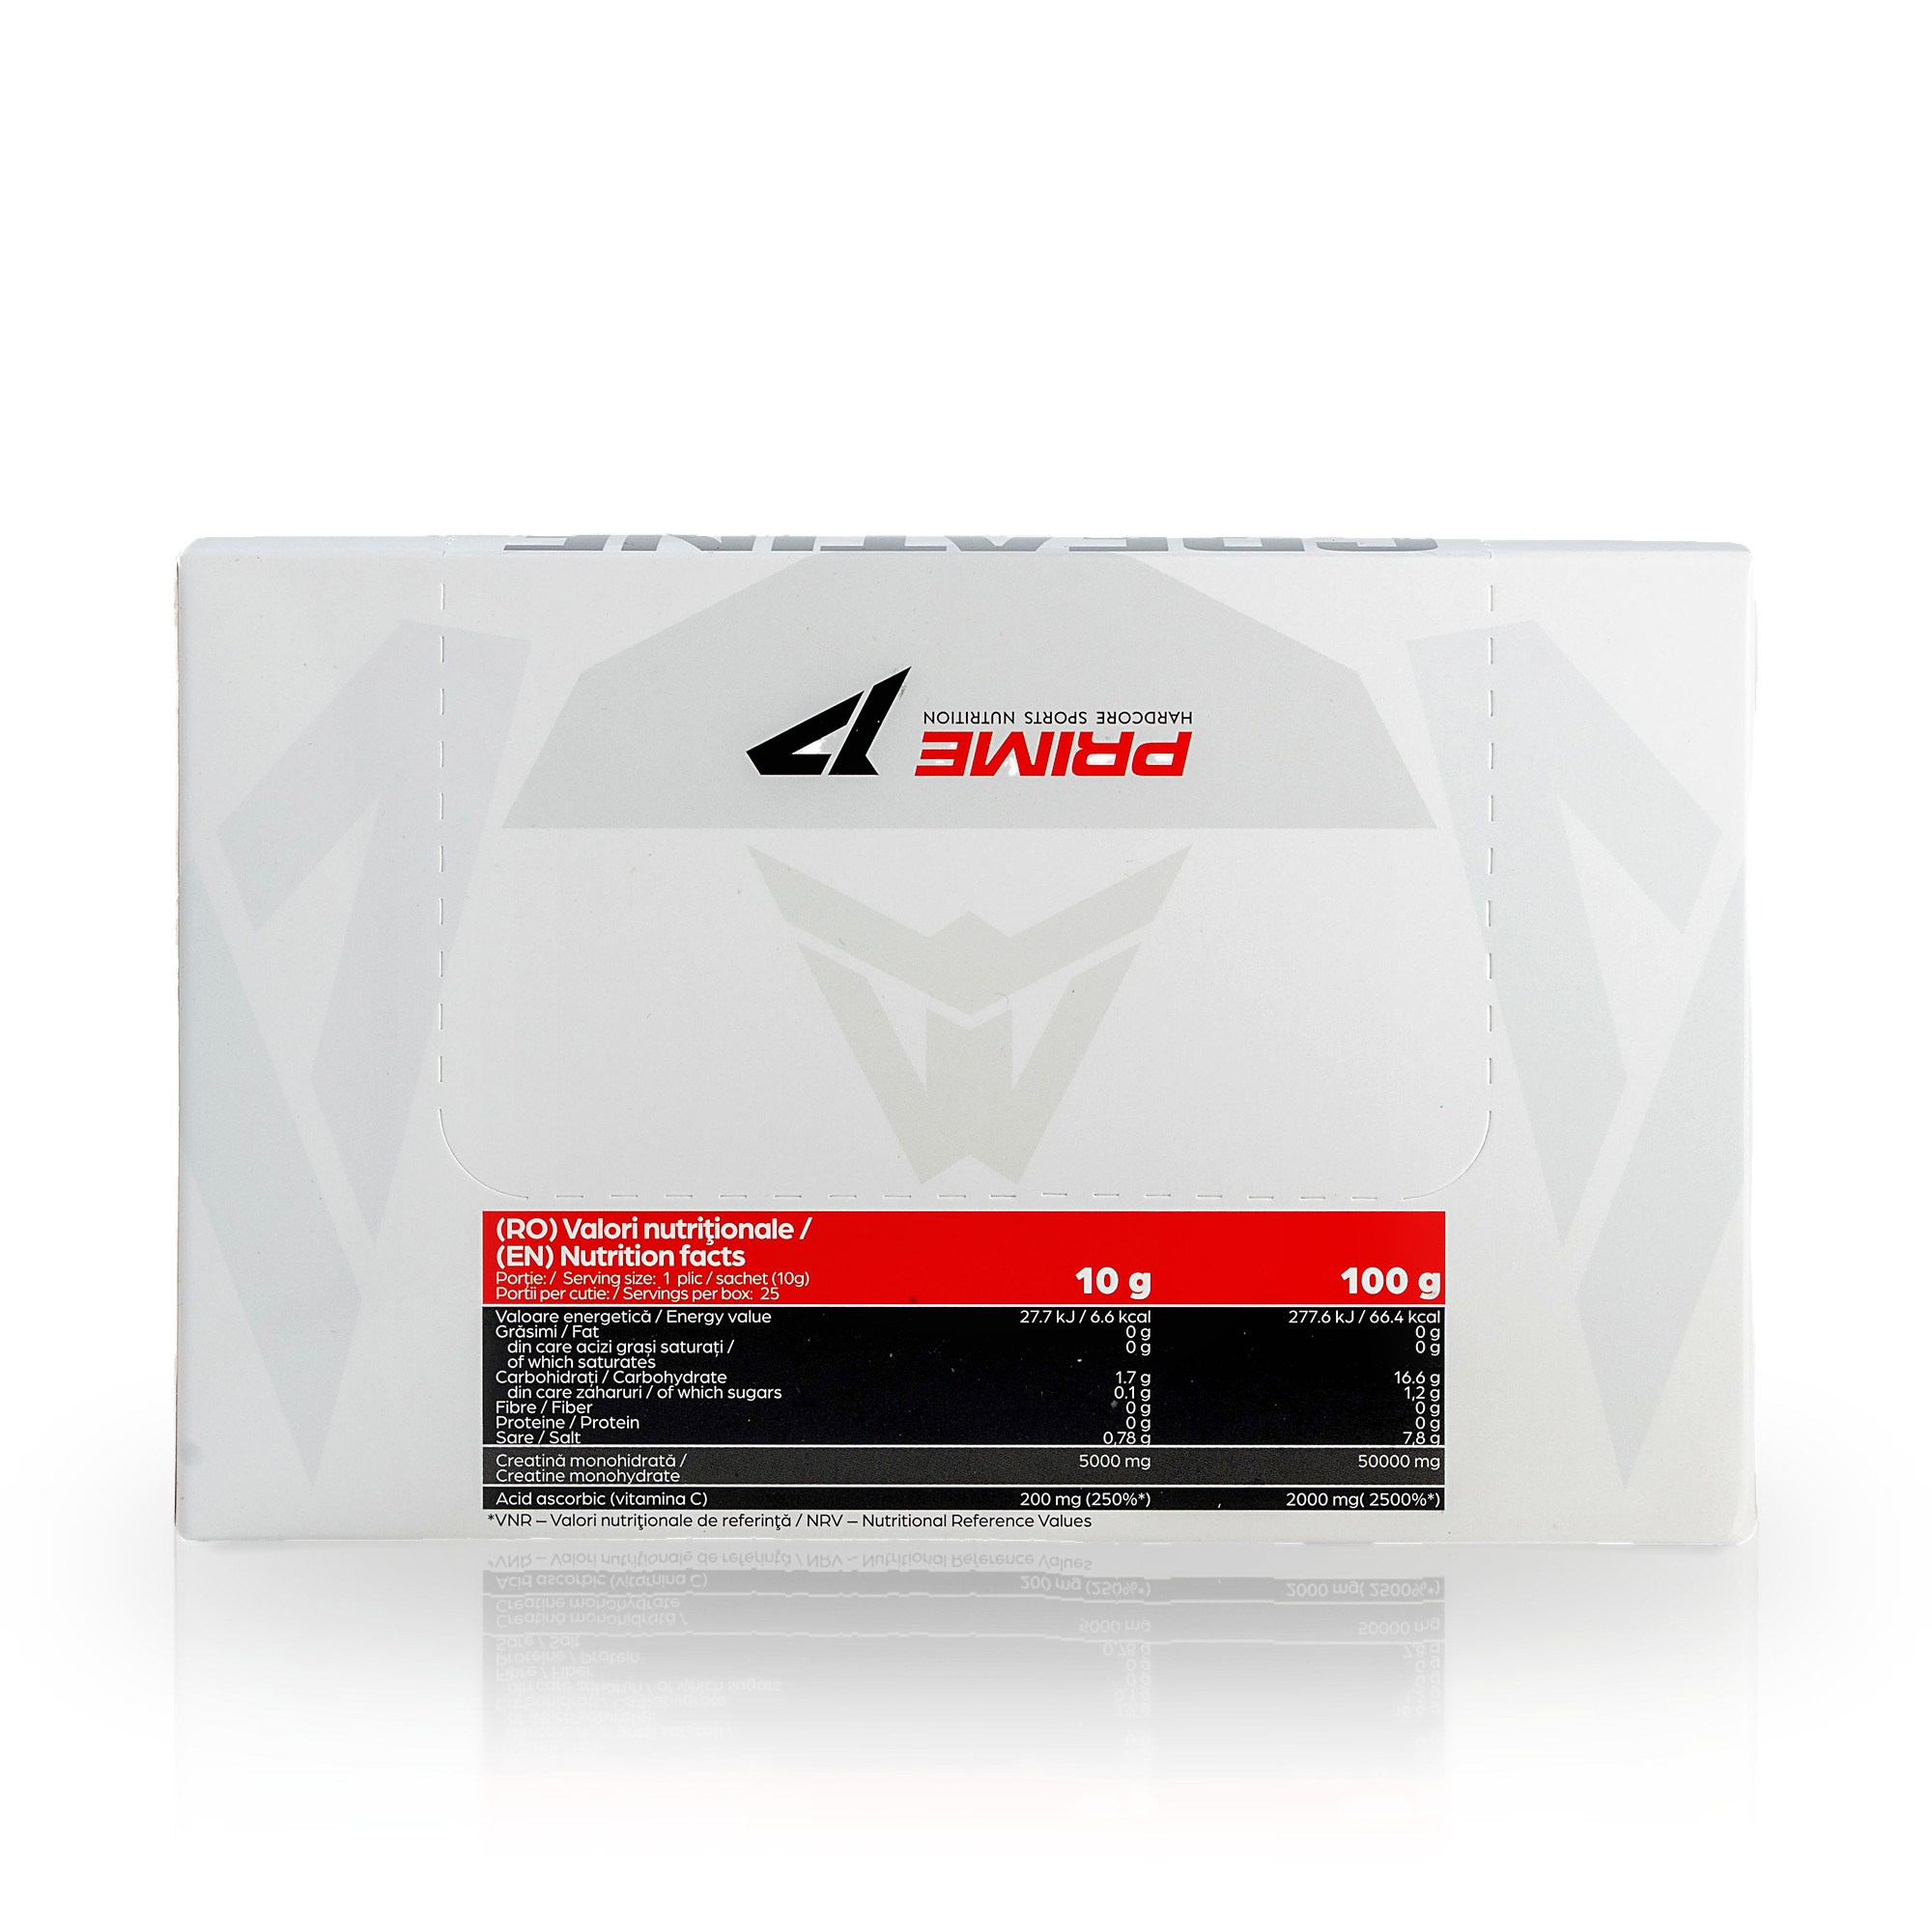 CREATINE
HARDCORE SPORTS NUTRITION
PRIME
(RO) Valori nutriţionale /
(EN) Nutrition facts
Porţie: / Serving size: 1 plic / sachet (10g)
Porţii per cutie: / Servings per box: 25
10 g 100 g
Valoare energetică / Energy value 27.7 kJ / 6.6 kcal 277.6 kJ / 66.4 kcal
Grăsimi / Fat 0 g 0 g
din care acizi grași saturați / 0 g 0 g
of which saturates
Carbohidrați / Carbohydrate 1.7 g 16.6 g
din care zaharuri / of which sugars 0.1 g 1,2 g
Fibre / Fiber 0 g 0 g
Proteine / Protein 0 g 0 g
Sare / Salt 0,78 g 7,8 g
Creatină monohidrată / 5000 mg 50000 mg
Creatine monohydrate
Acid ascorbic (vitamina C) 200 mg (250%*) 2000 mg( 2500%*)
*VNR – Valori nutriţionale de referinţă / NRV – Nutritional Reference Values